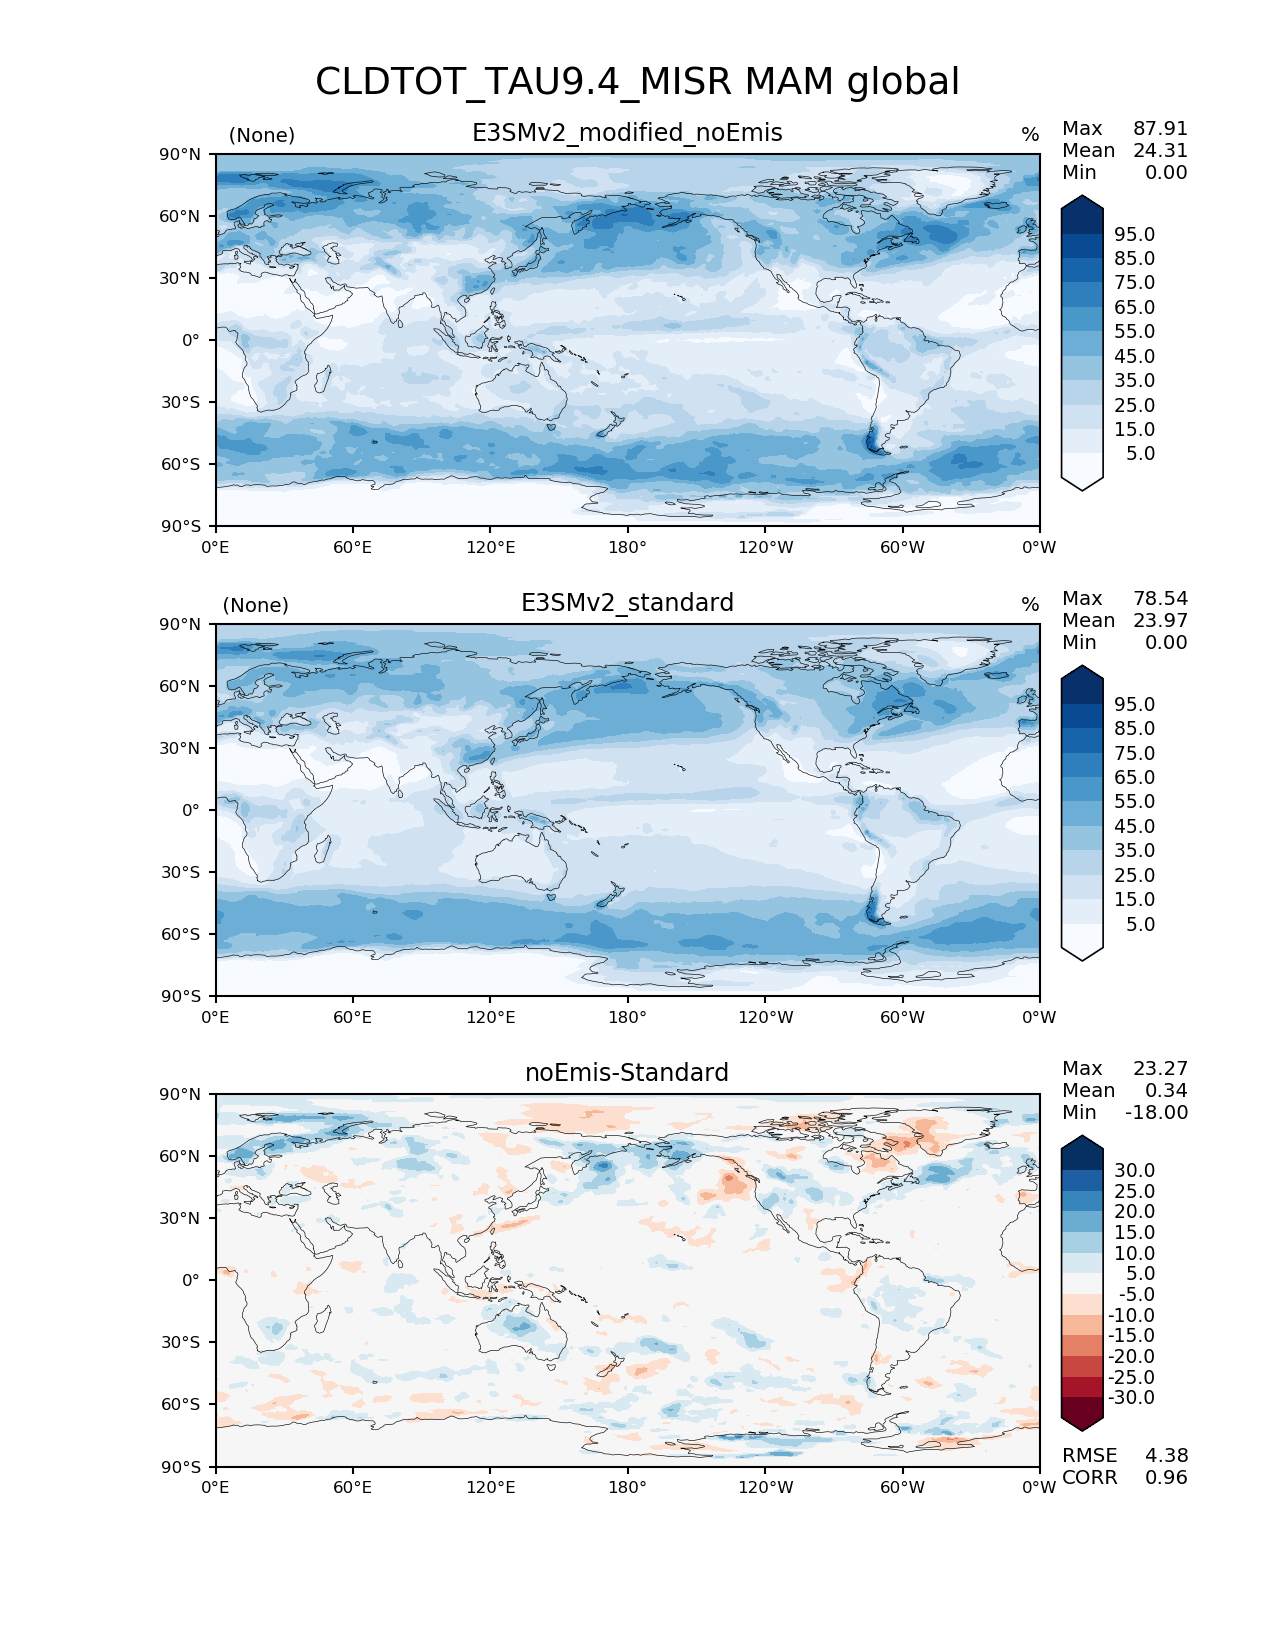 CLDTOT_TAU9.4_MISR MAM global
(None) E3SMv2_modified_noEmis %
Max 87.91
Mean 24.31
Min 0.00
90°N
60°N
30°N
0°
30°S
60°S
90°S
0°E 60°E 120°E 180° 120°W 60°W 0°W
95.0
85.0
75.0
65.0
55.0
45.0
35.0
25.0
15.0
5.0
(None) E3SMv2_standard %
Max 78.54
Mean 23.97
Min 0.00
90°N
60°N
30°N
0°
30°S
60°S
90°S
0°E 60°E 120°E 180° 120°W 60°W 0°W
95.0
85.0
75.0
65.0
55.0
45.0
35.0
25.0
15.0
5.0
noEmis-Standard
Max 23.27
Mean 0.34
Min -18.00
90°N
60°N
30°N
0°
30°S
60°S
90°S
0°E 60°E 120°E 180° 120°W 60°W 0°W
30.0
25.0
20.0
15.0
10.0
5.0
-5.0
-10.0
-15.0
-20.0
-25.0
-30.0
RMSE 4.38
CORR 0.96